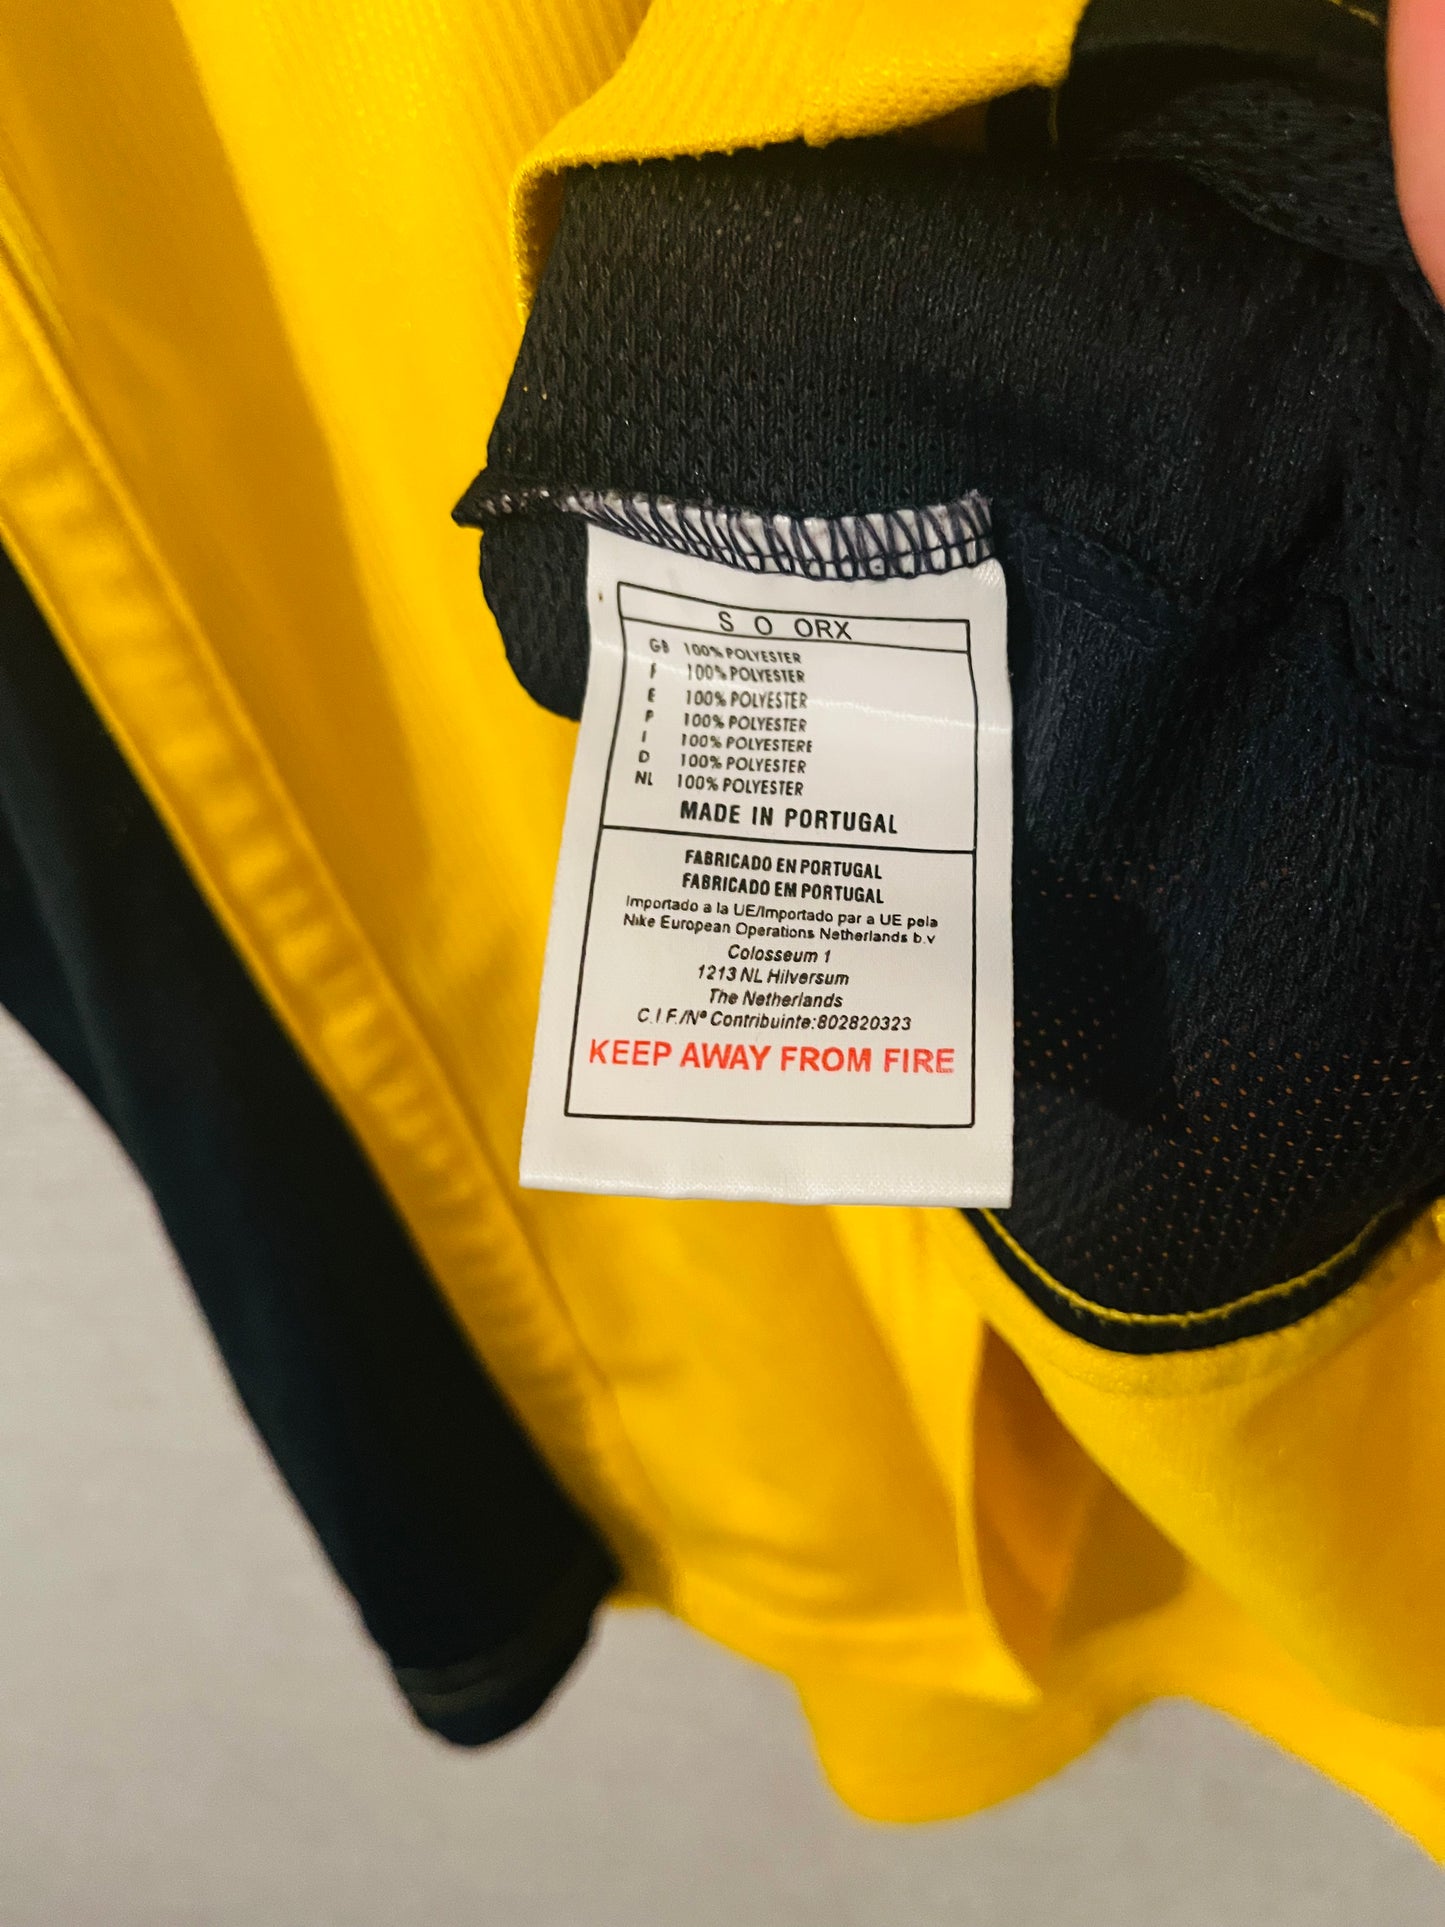 S O ORX
GB 100% POLYESTER
F 100% POLYESTER
E 100% POLYESTER
P 100% POLYESTER
I 100% POLYESTERE
D 100% POLYESTER
NL 100% POLYESTER
MADE IN PORTUGAL
FABRICADO EN PORTUGAL
FABRICADO EM PORTUGAL
Importado a la UE/Importado par a UE pela
Nike European Operations Netherlands b.v
Colosseum 1
1213 NL Hilversum
The Netherlands
C.I F./Nº Contribuinte:802820323
KEEP AWAY FROM FIRE